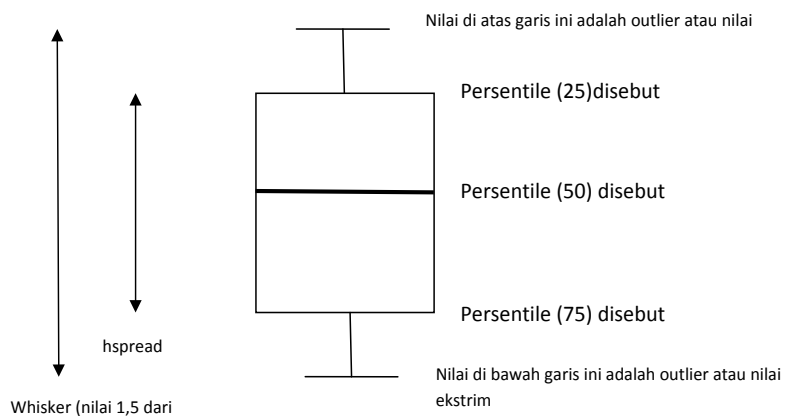 Nilai di atas garis ini adalah outlier atau nilai
Persentile (25)disebut
Persentile (50) disebut
Persentile (75) disebut
hspread
Nilai di bawah garis ini adalah outlier atau nilai
ekstrim
Whisker (nilai 1,5 dari